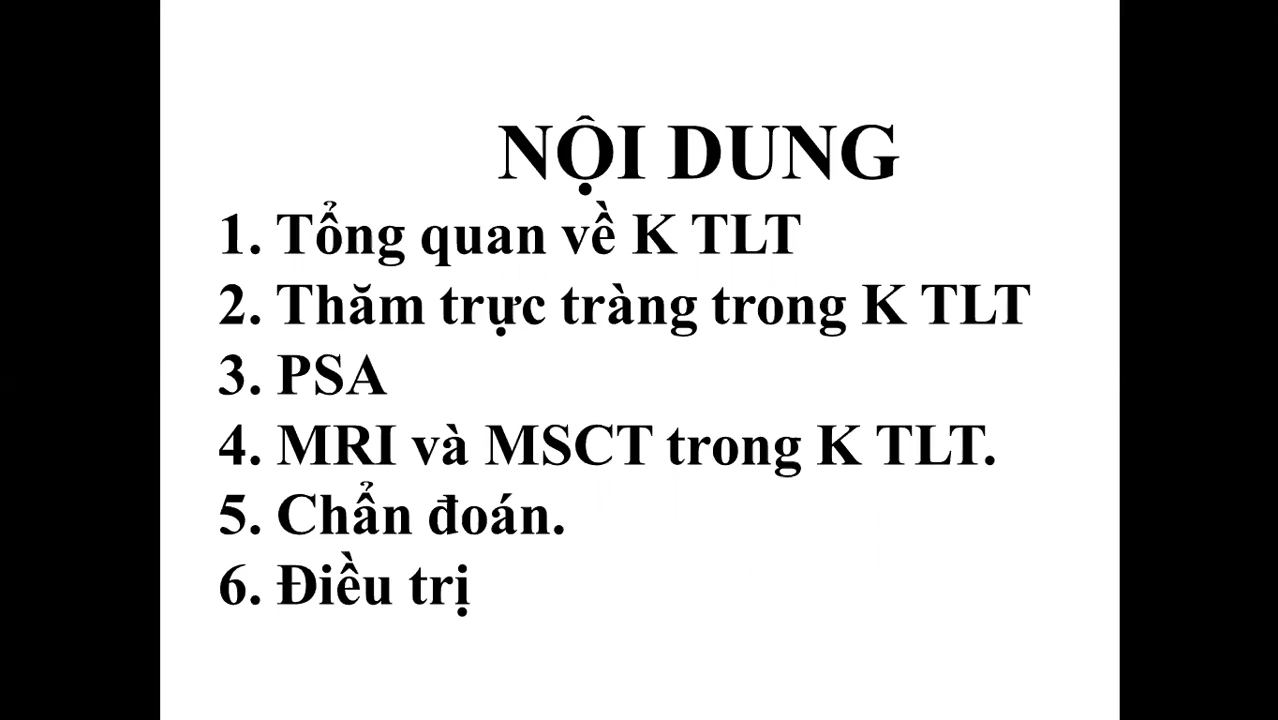 NỘI DUNG
1. Tổng quan về K TLT
2. Thăm trực tràng trong K TLT
3. PSA
4. MRI và MSCT trong K TLT.
5. Chẩn đoán.
6. Điều trị